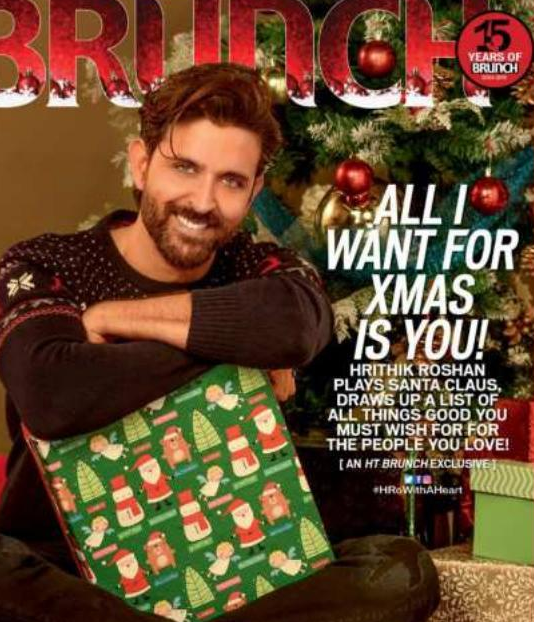 BRUNCH
15
YEARS OF
BRUNCH
ALL I
WANT FOR
XMAS
IS YOU!
HRITHIK ROSHAN
PLAYS SANTA CLAUS,
DRAWS UP A LIST OF
ALL THINGS GOOD YOU
MUST WISH FOR FOR
THE PEOPLE YOU LOVE!
[ AN HT BRUNCH EXCLUSIVE ]
#HRoWithAHeart